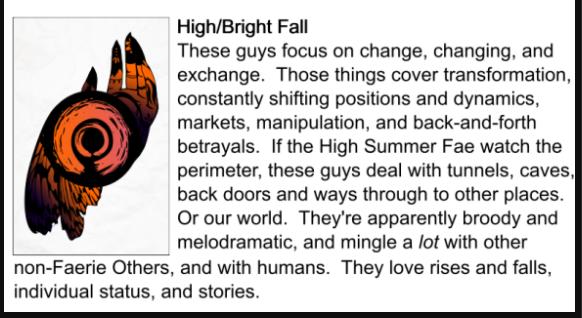 High/Bright Fall
These guys focus on change, changing, and
exchange. Those things cover transformation,
constantly shifting positions and dynamics,
markets, manipulation, and back-and-forth
betrayals. If the High Summer Fae watch the
perimeter, these guys deal with tunnels, caves,
back doors and ways through to other places.
Or our world. They're apparently broody and
melodramatic, and mingle a lot with other
non-Faerie Others, and with humans. They love rises and falls,
individual status, and stories.